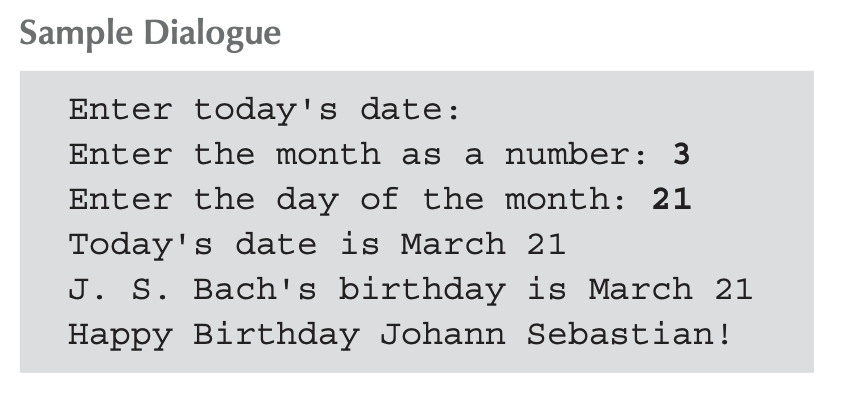 Sample Dialogue
Enter today's date:
Enter the month as a number: 3
Enter the day of the month: 21
Today's date is March 21
J. S. Bach's birthday is March 21
Happy Birthday Johann Sebastian!